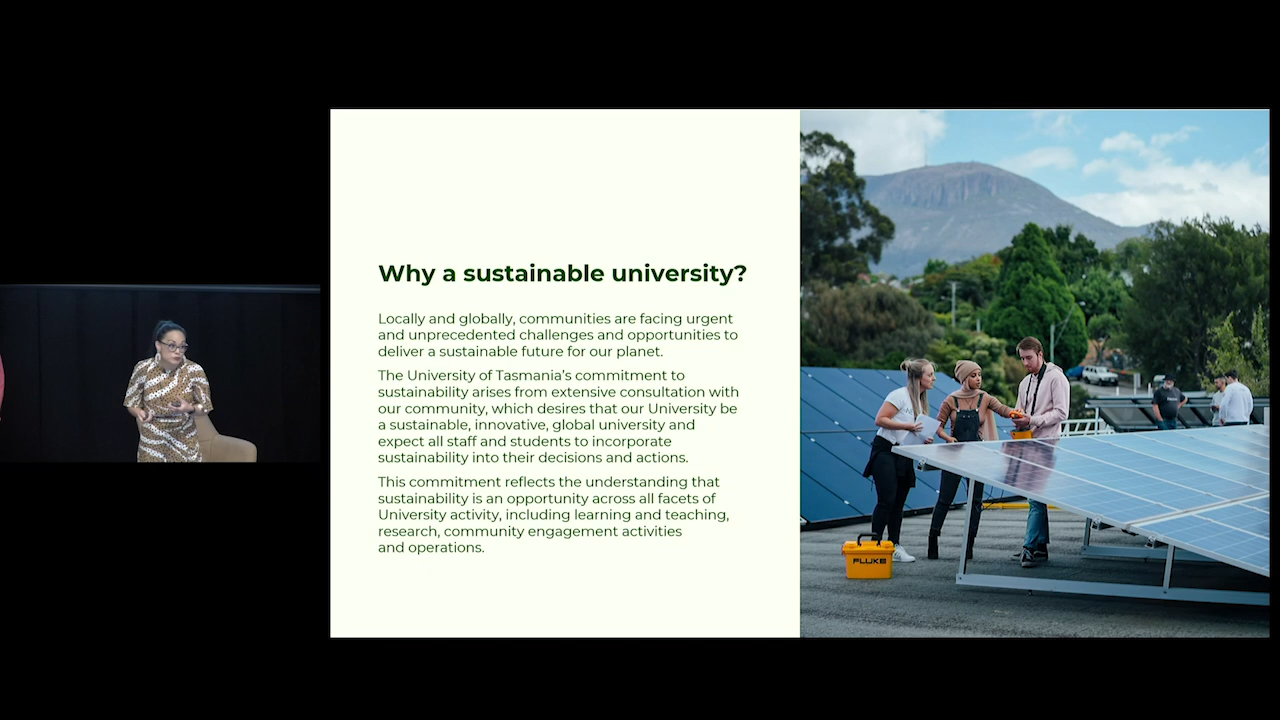 Why a sustainable university?
Locally and globally, communities are facing urgent
and unprecedented challenges and opportunities to
deliver a sustainable future for our planet.
The University of Tasmania’s commitment to
sustainability arises from extensive consultation with
our community, which desires that our University be
a sustainable, innovative, global university and
expect all staff and students to incorporate
sustainability into their decisions and actions.
This commitment reflects the understanding that
sustainability is an opportunity across all facets of
University activity, including learning and teaching,
research, community engagement activities
and operations.
FLUKE